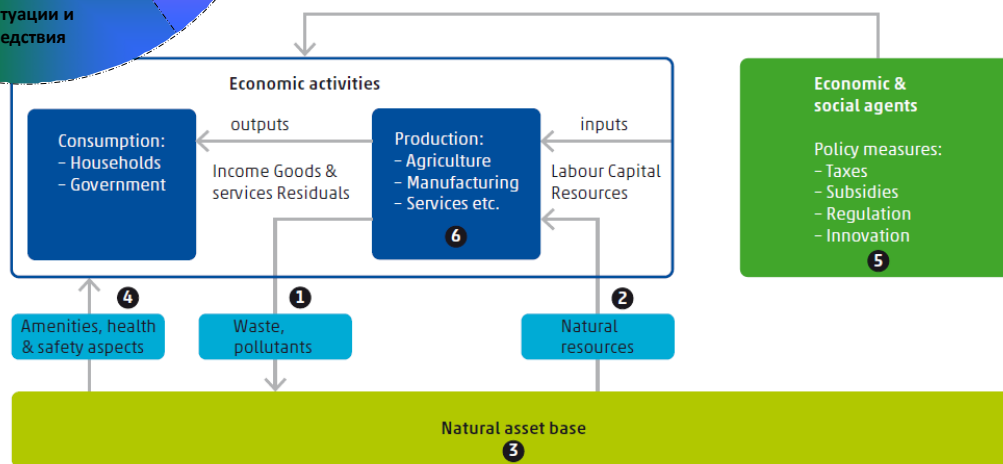 туации и
едствия
Economic activities
Consumption:
– Households
– Government
outputs
Income Goods &
services Residuals
Production:
– Agriculture
– Manufacturing
– Services etc.
6
inputs
Labour Capital
Resources
Economic &
social agents
Policy measures:
– Taxes
– Subsidies
– Regulation
– Innovation
5
4
Amenities, health
& safety aspects
1
Waste,
pollutants
2
Natural
resources
Natural asset base
3